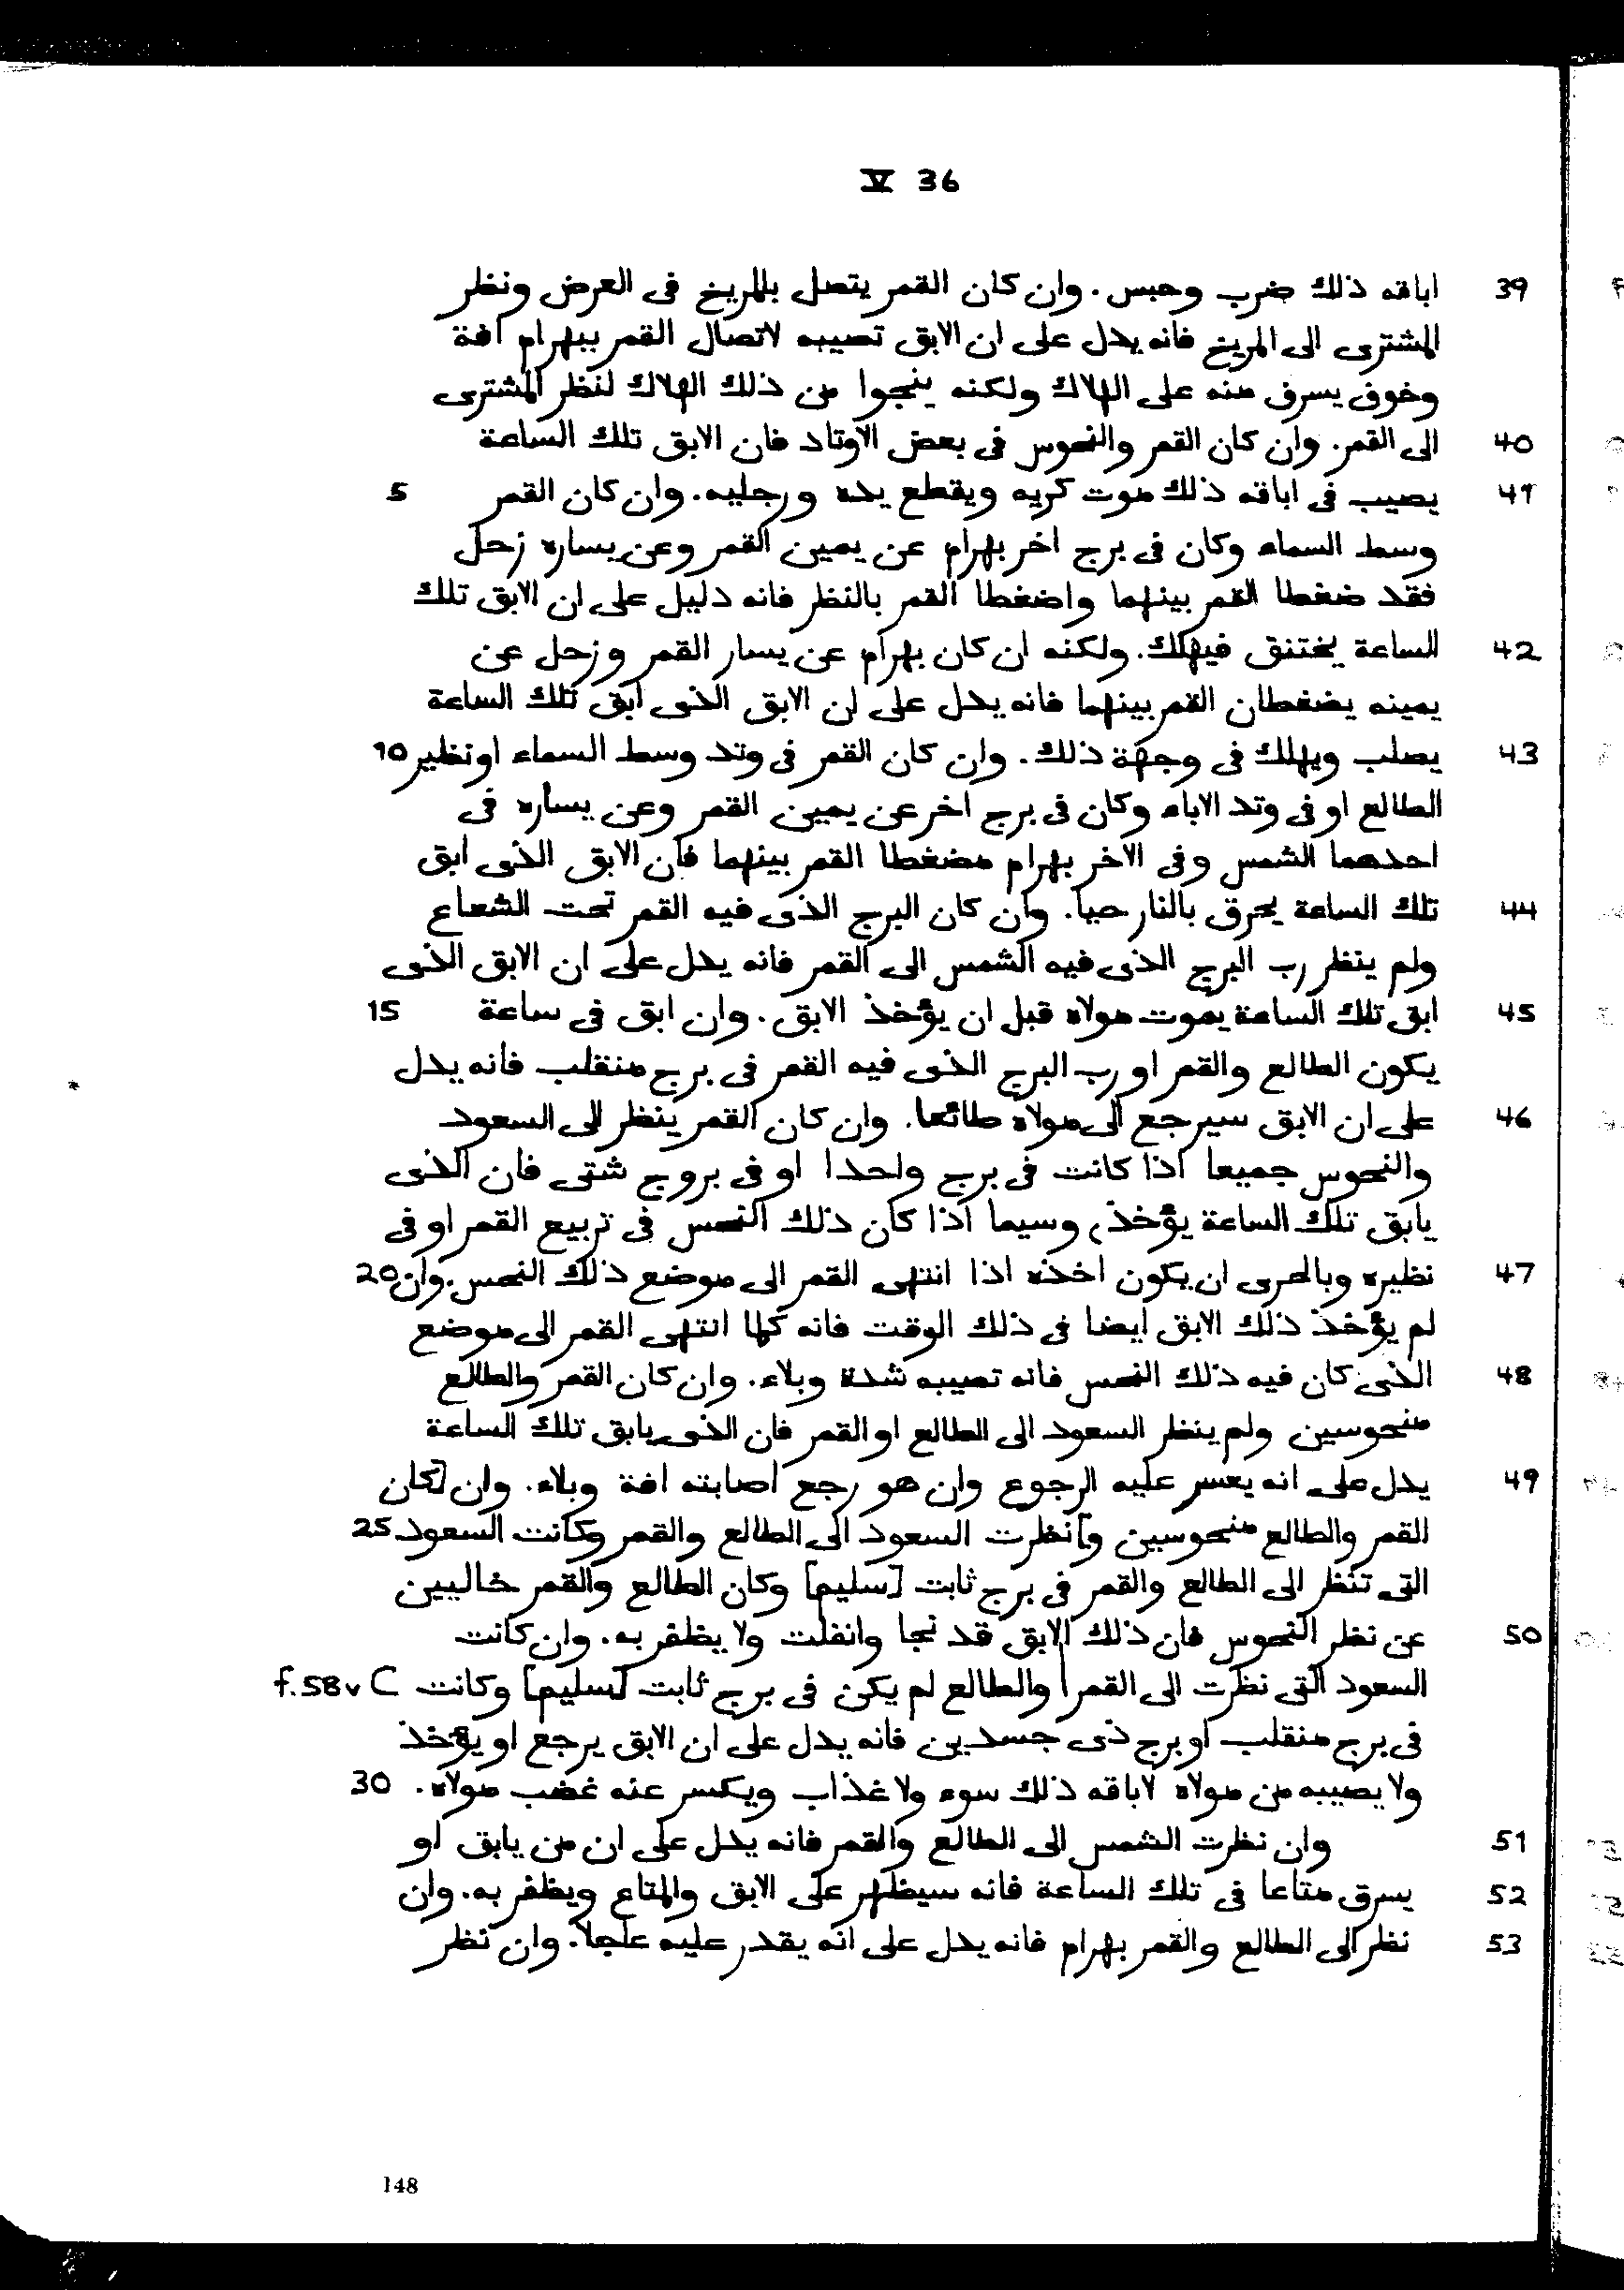 V 36
39 اباقه ذلك ضرب وحبس. وان كان القمر يتصل بالمريخ فى العرض ونظر
المشترى الى المريخ فانه يدل على ان الابق تصيبه لاتصال القمر ببهرام افة
وخوف يسرف منه على الهلاك ولكنه ينجوا من ذلك الهلاك لنظر المشترى
40 الى القمر. وان كان القمر والنحوس فى بعض الاوتاد فان الابق تلك الساعة
41 يصيب فى اباقه ذلك موت كريه ويقطع يده ورجليه. وان كان القمر 5
وسط السماء وكان فى برج اخر بهرام عن يمين القمر وعن يساره زحل
فقد ضغطا القمر بينهما واضغطا القمر بالنظر فانه دليل على ان الابق تلك
42 الساعة يختنق فيهلك. ولكنه ان كان بهرام عن يسار القمر وزحل عن
يمينه يضغطان القمر بينهما فانه يدل على ان الابق الذى ابق تلك الساعة
43 يصلب ويهلك فى وجهة ذلك. وان كان القمر فى وتد وسط السماء او نظير 10
الطالع او فى وتد الاباء وكان فى برج اخر عن يمين القمر وعن يساره فى
احدهما الشمس وفى الاخر بهرام مضغطا القمر بينهما فان الابق الذى ابق
44 تلك الساعة يحرق بالنار حيا. وان كان البرج الذى فيه القمر تحت الشعاع
ولم ينظر رب البرج الذى فيه الشمس الى القمر فانه يدل على ان الابق الذى
45 ابق تلك الساعة يموت مولاه قبل ان يؤخذ الابق. وان ابق فى ساعة 15
يكون الطالع والقمر او رب البرج الذى فيه القمر فى برج منقلب فانه يدل
46 على ان الابق سيرجع الى مولاه طائعا. وان كان القمر ينظر الى السعود
والنحوس جميعا اذا كانت فى برج واحدا او فى بروج شتى فان الذى
يابق تلك الساعة يؤخذ، وسيما اذا كان ذلك النحس فى تربيع القمر او فى
47 نظيره وبالحرى ان يكون اخذه اذا انتهى القمر الى موضع ذلك النحس. وان 20
لم يؤخذ ذلك الابق ايضا فى ذلك الوقت فانه كلما انتهى القمر الى موضع
48 الذى كان فيه ذلك النحس فانه تصيبه شدة وبلاء. وان كان القمر والطالع
منحوسين ولم ينظر السعود الى الطالع او القمر فان الذى يابق تلك الساعة
49 يدل على انه يعسر عليه الرجوع وان هو رجع اصابته افة وبلاء. وان [كان
القمر والطالع منحوسين و] نظرت السعود الى الطالع والقمر وكانت السعود 25
التى تنظر الى الطالع والقمر فى برج ثابت [سليم] وكان الطالع والقمر خاليين
50 عن نظر النحوس فان ذلك الابق قد نجا وانفلت ولا يظفر به. وان كانت
السعود التى نظرت الى القمر | والطالع لم يكن فى برج ثابت [سليم] وكانت f.58v C
فى برج منقلب او برج ذى جسدين فانه يدل على ان الابق يرجع او يؤخذ
ولا يصيبه من مولاه لاباقه ذلك سوء ولا غذاب ويكسر عنه غضب مولاه. 30
51 وان نظرت الشمس الى الطالع والقمر فانه يدل على ان من يابق او
52 يسرق متاعا فى تلك الساعة فانه سيظهر على الابق والمتاع ويظفر به. وان
53 نظر الى الطالع والقمر بهرام فانه يدل على انه يقدر عليه عاجلا. وان نظر
148